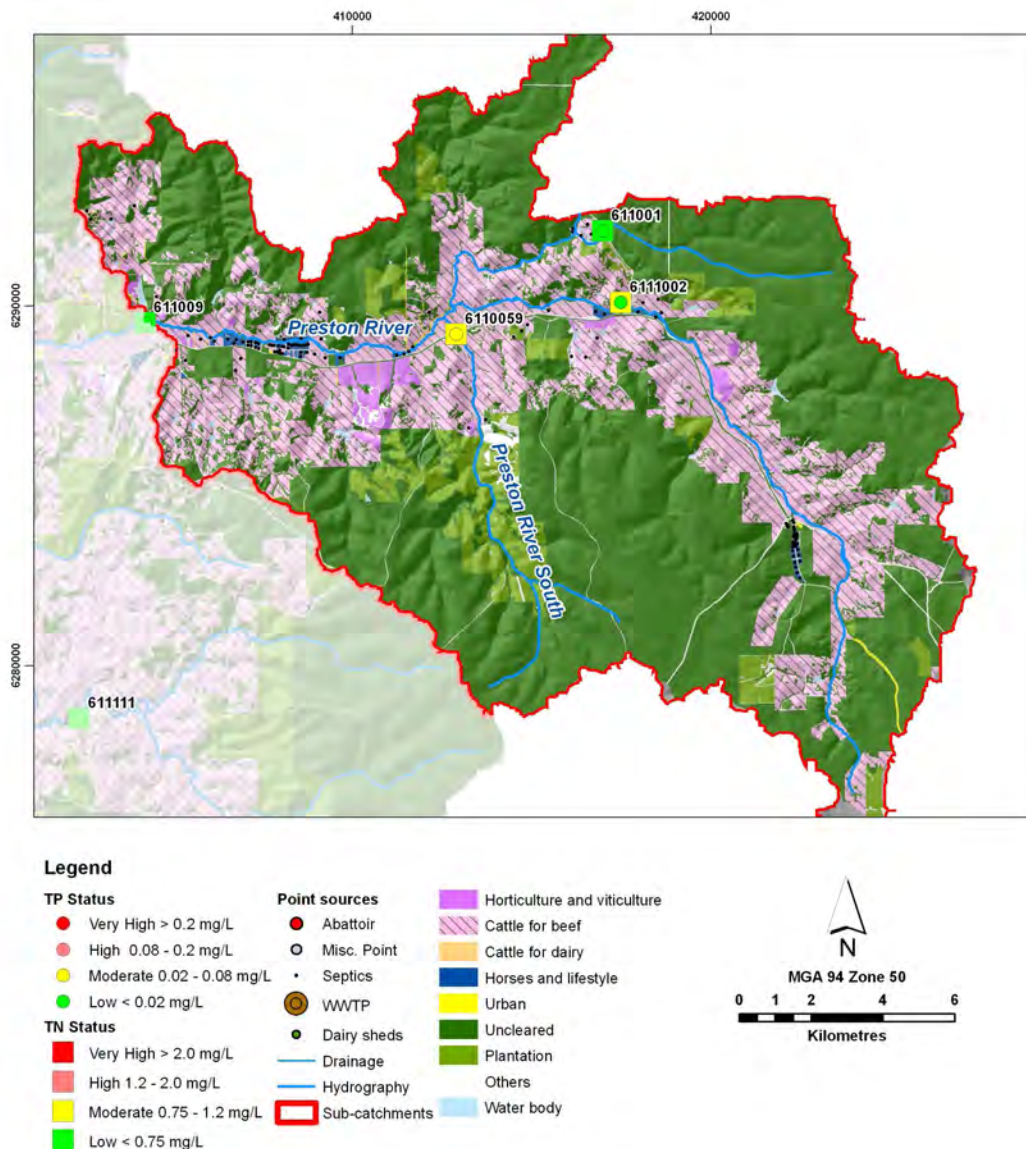 410000
420000
6290000
6280000
611001
6111002
611009
6110059
Preston River
Preston River South
611111
Legend
TP Status
Very High > 0.2 mg/L
High 0.08 - 0.2 mg/L
Moderate 0.02 - 0.08 mg/L
Low < 0.02 mg/L
TN Status
Very High > 2.0 mg/L
High 1.2 - 2.0 mg/L
Moderate 0.75 - 1.2 mg/L
Low < 0.75 mg/L
Point sources
Abattoir
Misc. Point
Septics
WWTP
Dairy sheds
Drainage
Hydrography
Sub-catchments
Horticulture and viticulture
Cattle for beef
Cattle for dairy
Horses and lifestyle
Urban
Uncleared
Plantation
Others
Water body
N
MGA 94 Zone 50
0 1 2 4 6
Kilometres